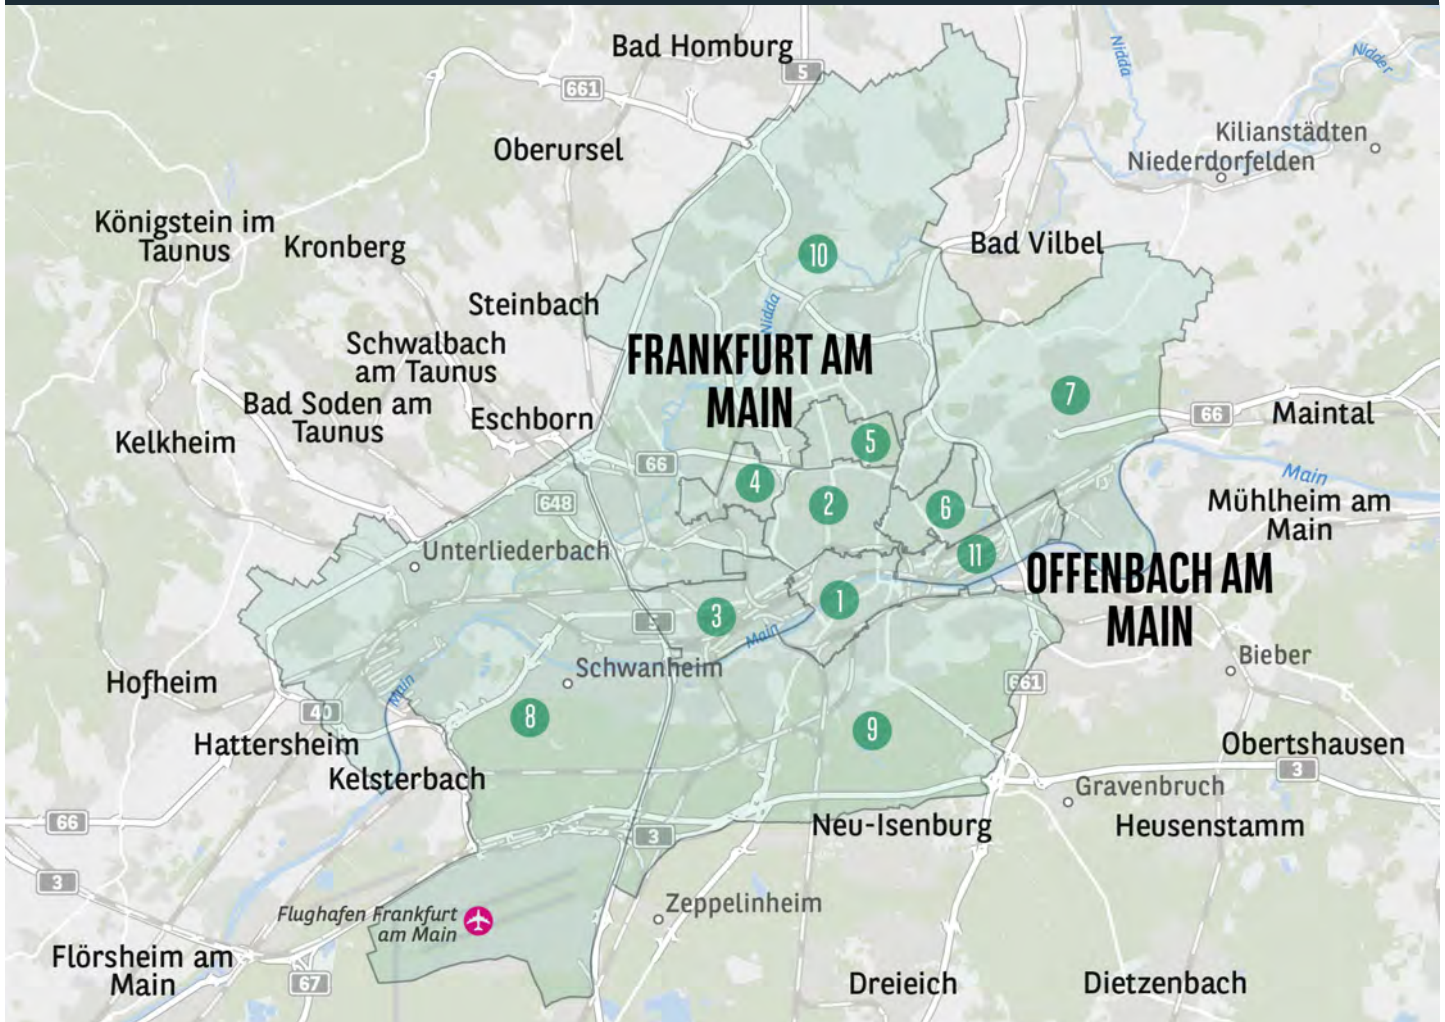 Bad Homburg
5
Nidda
Nidder
661
Kilianstädten
Oberursel
Niederdorfelden
Königstein im
Taunus
Kronberg
Bad Vilbel
10
Steinbach
Nidda
Schwalbach
am Taunus
FRANKFURT AM
MAIN
7
Bad Soden am
Taunus
Eschborn
66
Maintal
Kelkheim
5
66
4
Main
648
2
6
Mühlheim am
Main
Unterliederbach
11
OFFENBACH AM
MAIN
1
3
5
Main
Bieber
Schwanheim
Hofheim
Main
661
40
8
9
Hattersheim
Obertshausen
3
Kelsterbach
Gravenbruch
66
3
Neu-Isenburg
Heusenstamm
3
Zeppelinheim
Flughafen Frankfurt
am Main
Flörsheim am
Main
67
Dreieich
Dietzenbach